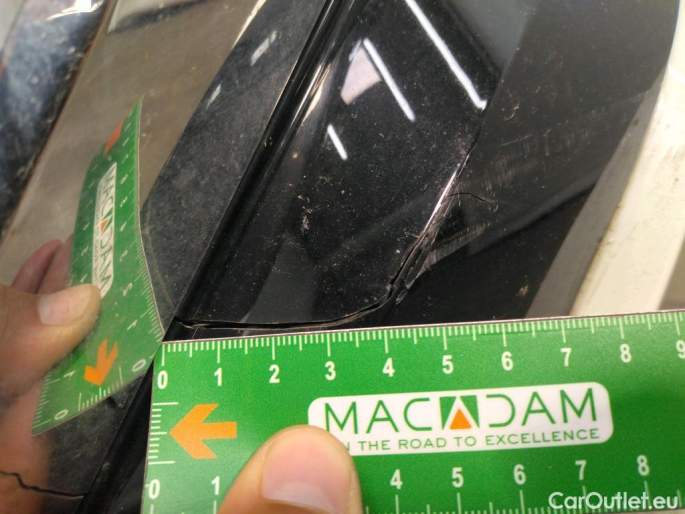 0 1 2 3 4 5 6 7 8 9
MACADAM
N THE ROAD TO EXCELLENCE
0 1 4 5 6 7 8
CarOutlet.eu